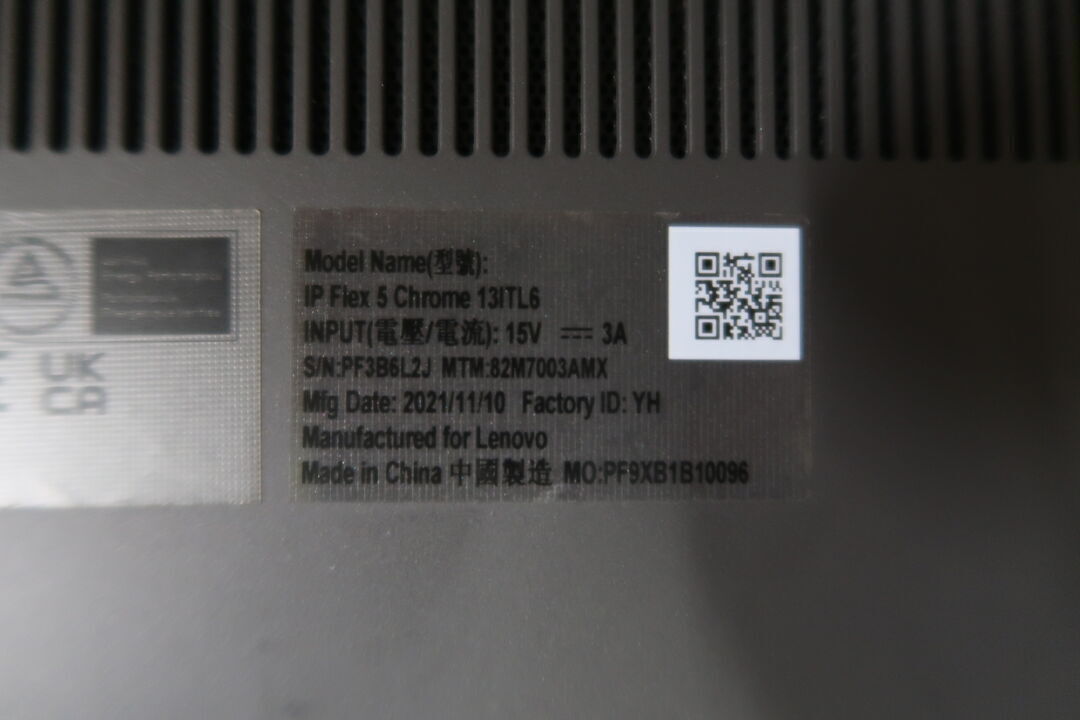 UK
CA
Model Name(型號):
IP Flex 5 Chrome 13ITL6
INPUT(電壓/電流): 15V ⎓ 3A
S/N:PF3B6L2J MTM:82M7003AMX
Mfg Date: 2021/11/10 Factory ID: YH
Manufactured for Lenovo
Made in China 中國製造 MO:PF9XB1B10096